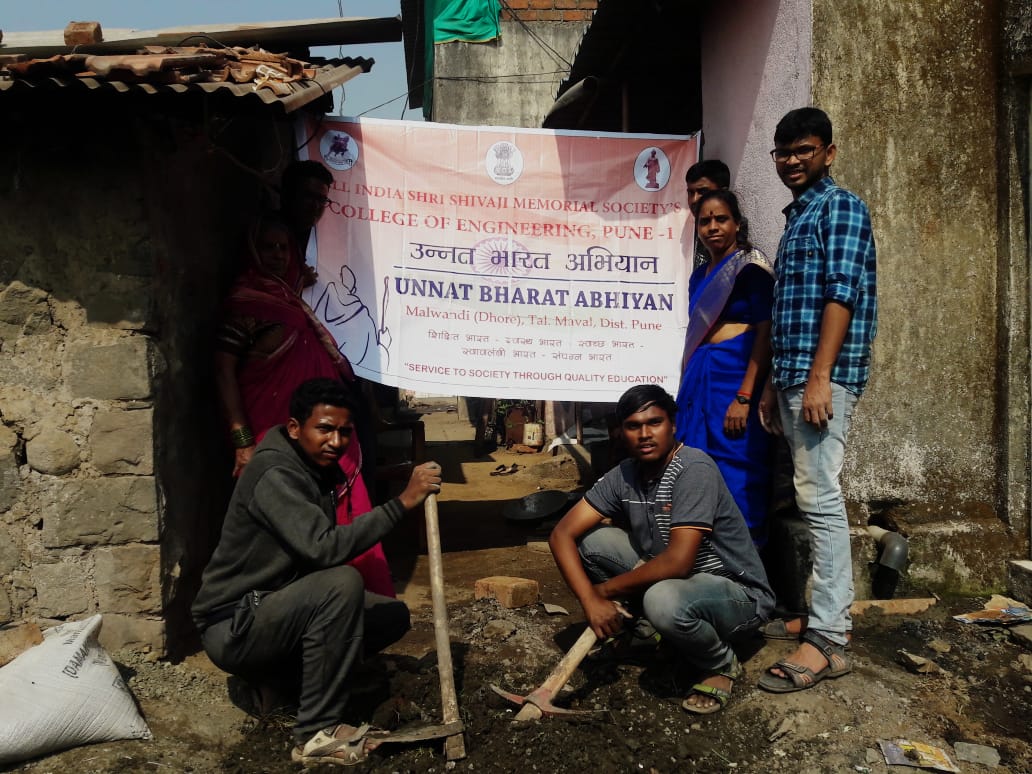 LL INDIA SHRI SHIVAJI MEMORIAL SOCIETY'S
COLLEGE OF ENGINEERING, PUNE -1
उन्नत भारत अभियान
UNNAT BHARAT ABHIYAN
Malwandi (Dhore), Tal. Maval, Dist. Pune
शिक्षित भारत - स्वस्थ भारत - स्वच्छ भारत -
स्वावलंबी भारत - संपन्न भारत
"SERVICE TO SOCIETY THROUGH QUALITY EDUCATION"